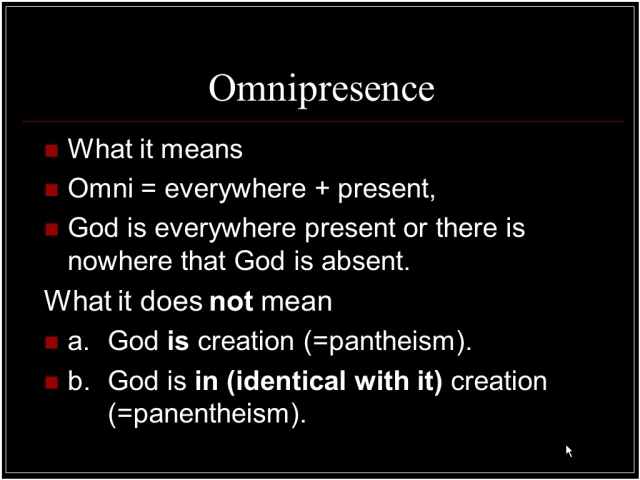 Omnipresence
What it means
Omni = everywhere + present,
God is everywhere present or there is
nowhere that God is absent.
What it does not mean
a. God is creation (=pantheism).
b. God is in (identical with it) creation
(=panentheism).